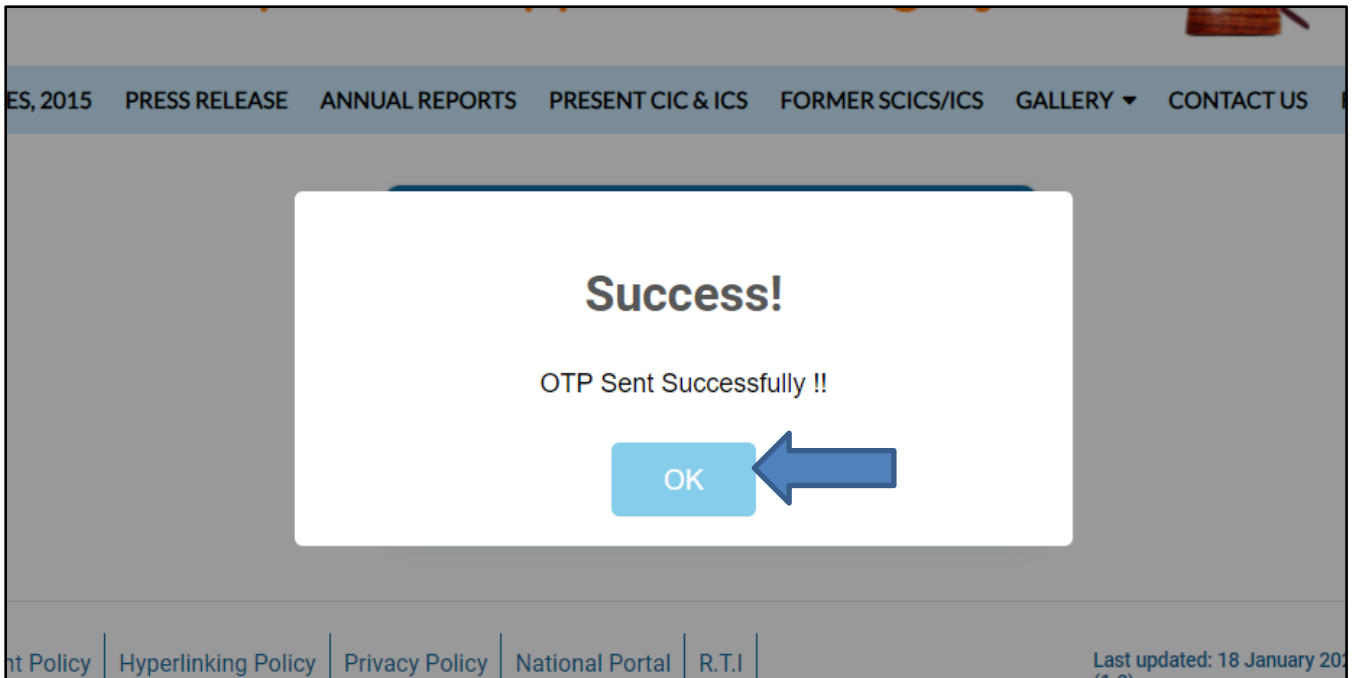 ES, 2015 PRESS RELEASE ANNUAL REPORTS PRESENT CIC & ICS FORMER SCICS/ICS GALLERY CONTACT US
Success!
OTP Sent Successfully !!
OK
nt Policy Hyperlinking Policy Privacy Policy National Portal R.T.I
Last updated: 18 January 202